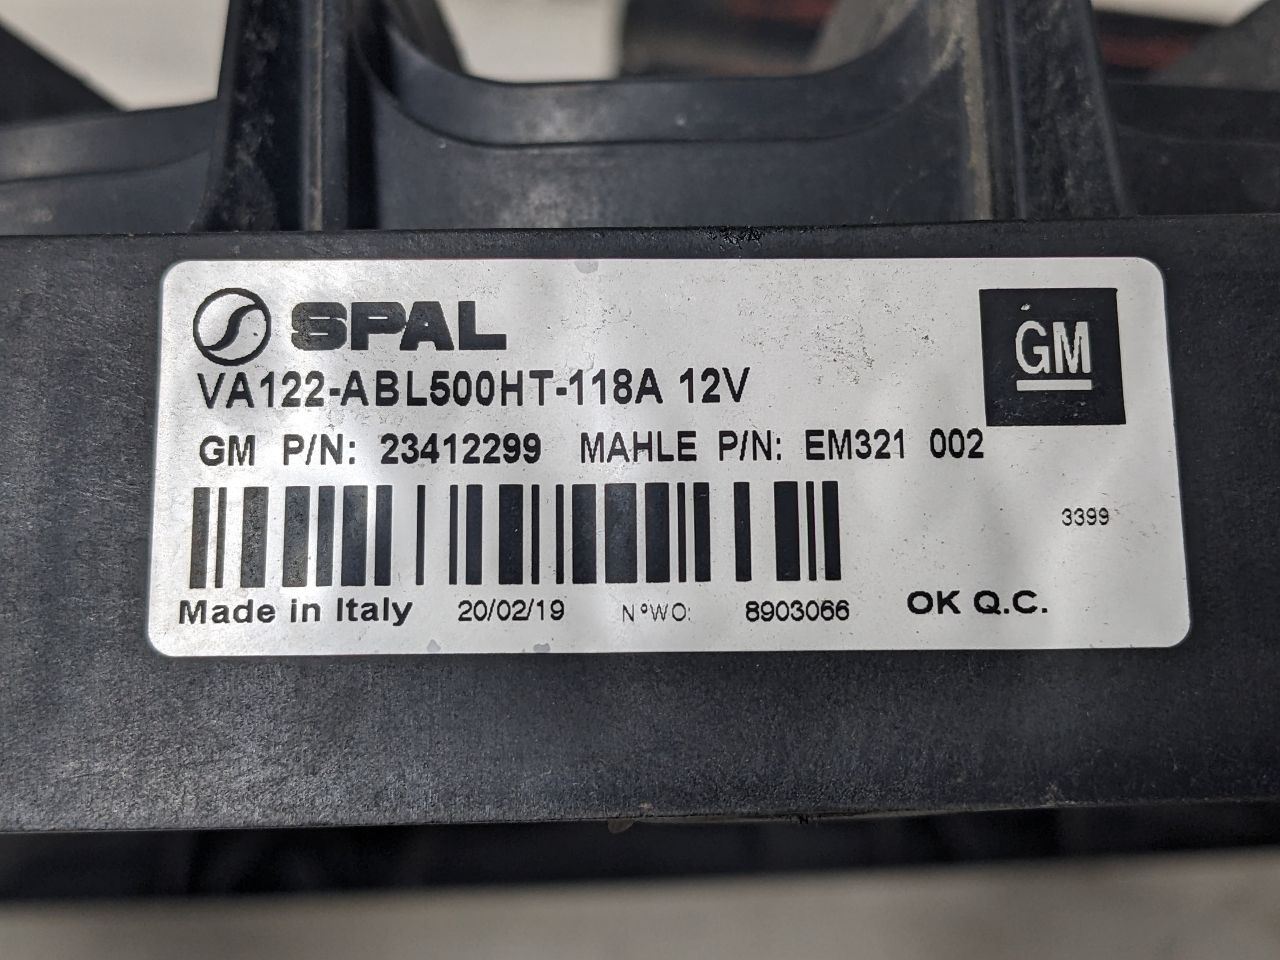 SPAL
GM
VA122-ABL500HT-118A 12V
GM P/N: 23412299 MAHLE P/N: EM321 002
3399
Made in Italy 20/02/19 N°WO: 8903066 OK Q.C.